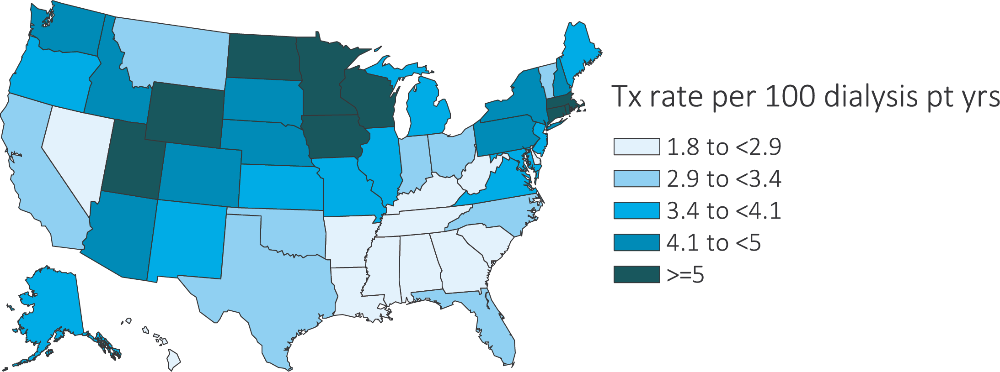 Tx rate per 100 dialysis pt yrs
1.8 to <2.9
2.9 to <3.4
3.4 to <4.1
4.1 to <5
>=5